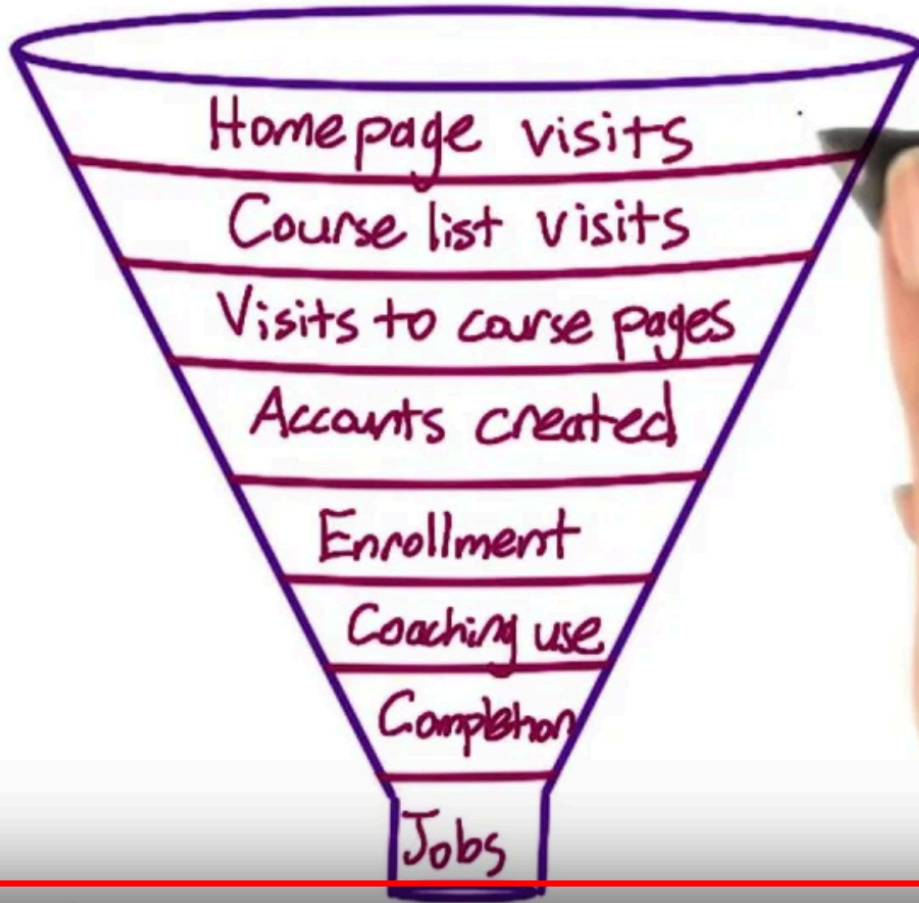 Homepage visits
Course list visits
Visits to course pages
Accounts created
Enrollment
Coaching use
Completion
Jobs